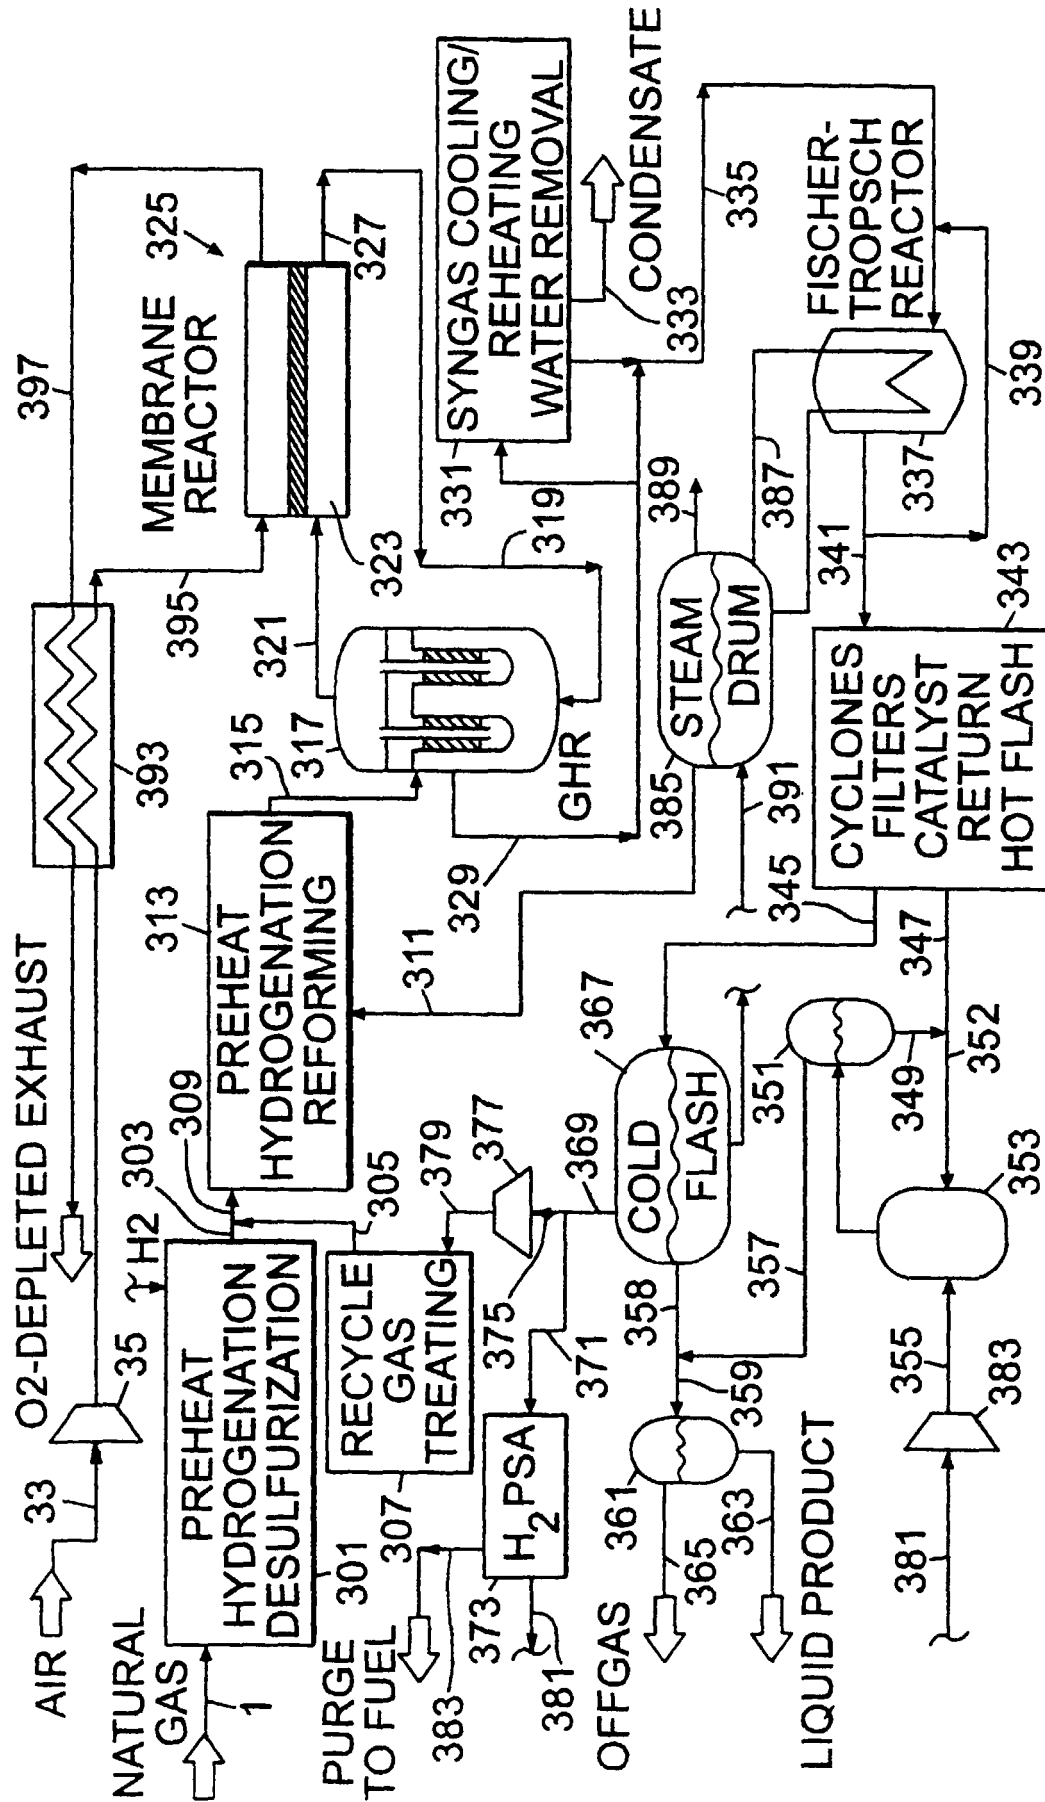 AIR
33
35
O2-DEPLETED EXHAUST
393
395
397
NATURAL
GAS
1
PREHEAT
HYDROGENATION
DESULFURIZATION
301
H2
303
309
305
PREHEAT
HYDROGENATION
REFORMING
313
311
315
317
GHR
319
321
323
MEMBRANE
REACTOR
325
327
329
331
SYNGAS COOLING/
REHEATING
WATER REMOVAL
333
CONDENSATE
335
FISCHER-
TROPSCH
REACTOR
337
339
341
343
CYCLONES
FILTERS
CATALYST
RETURN
HOT FLASH
345
347
STEAM
DRUM
385
387
389
391
RECYCLE
GAS
TREATING
307
379
377
375
371
369
H2 PSA
373
381
383
PURGE
TO FUEL
COLD
FLASH
367
358
359
357
361
365
363
OFFGAS
LIQUID PRODUCT
351
349
352
353
355
383
381